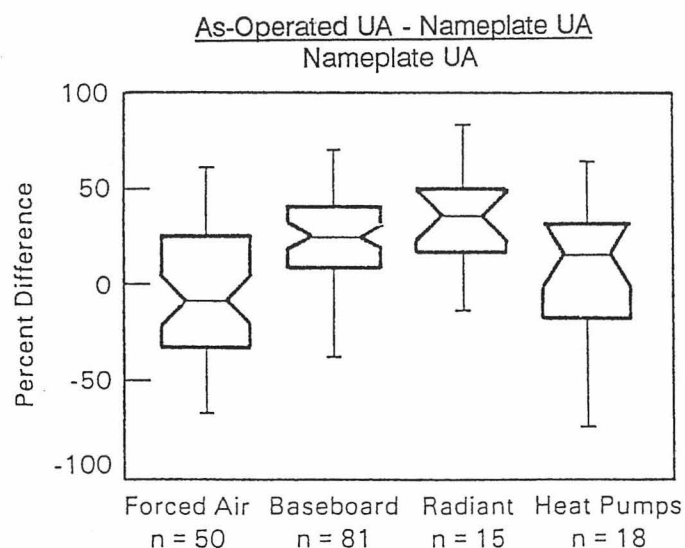 As-Operated UA - Nameplate UA
Nameplate UA
100
50
0
-50
-100
Percent Difference
Forced Air Baseboard Radiant Heat Pumps
n = 50 n = 81 n = 15 n = 18